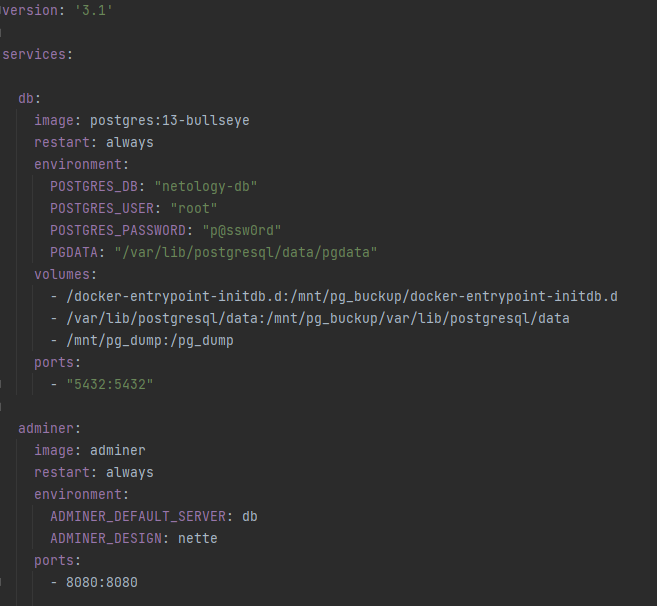 version: '3.1'
services:
  db:
    image: postgres:13-bullseye
    restart: always
    environment:
      POSTGRES_DB: "netology-db"
      POSTGRES_USER: "root"
      POSTGRES_PASSWORD: "p@ssw0rd"
      PGDATA: "/var/lib/postgresql/data/pgdata"
    volumes:
      - /docker-entrypoint-initdb.d:/mnt/pg_buckup/docker-entrypoint-initdb.d
      - /var/lib/postgresql/data:/mnt/pg_buckup/var/lib/postgresql/data
      - /mnt/pg_dump:/pg_dump
    ports:
      - "5432:5432"
  adminer:
    image: adminer
    restart: always
    environment:
      ADMINER_DEFAULT_SERVER: db
      ADMINER_DESIGN: nette
    ports:
      - 8080:8080